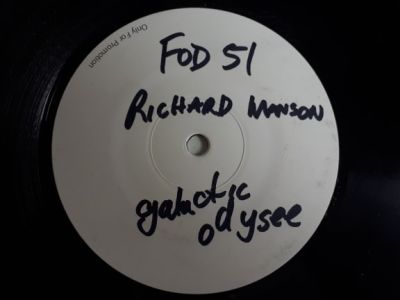 Only For Promotion
FOD 51
RICHARD MANSON
galactic
odysee